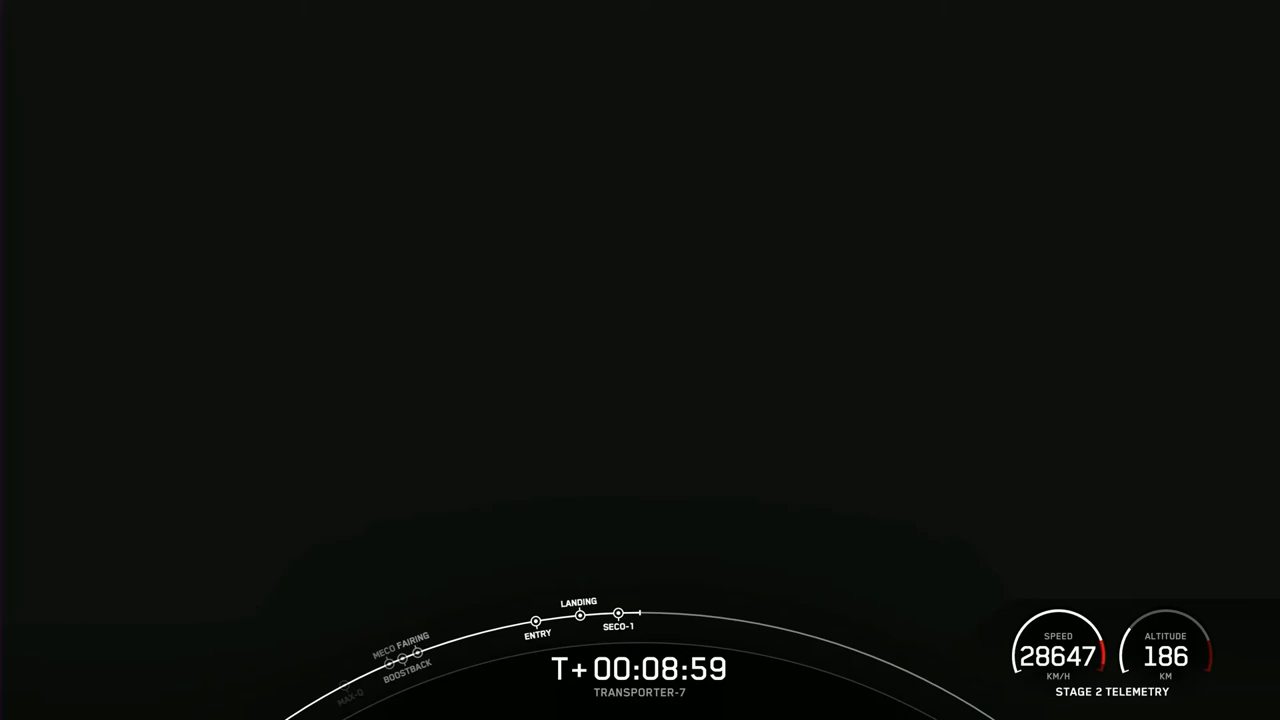 LANDING
ENTRY
SECO-1
MECO FAIRING
BOOSTBACK
MAX-Q
T+00:08:59
TRANSPORTER-7
SPEED
28647
KM/H
ALTITUDE
186
KM
STAGE 2 TELEMETRY